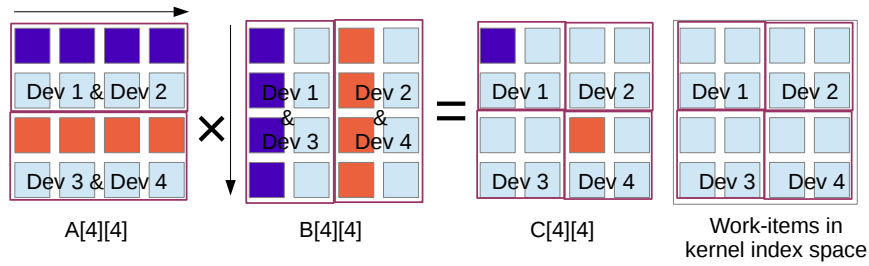 Dev 1 & Dev 2
Dev 3 & Dev 4
A[4][4]
×
Dev 1
&
Dev 3
Dev 2
&
Dev 4
B[4][4]
=
Dev 1
Dev 2
Dev 3
Dev 4
C[4][4]
Dev 1
Dev 2
Dev 3
Dev 4
Work-items in
kernel index space